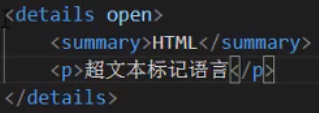 <details open>
    <summary>HTML</summary>
    <p>超文本标记语言</p>
</details>